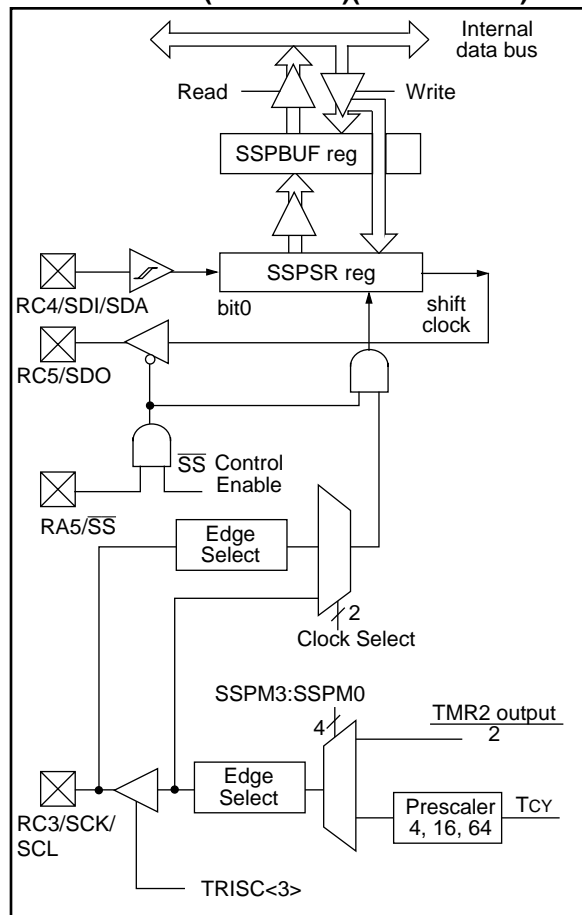 Internal
data bus
Read
Write
SSPBUF reg
SSPSR reg
RC4/SDI/SDA
bit0
shift
clock
RC5/SDO
SS Control
Enable
RA5/SS
Edge
Select
2
Clock Select
SSPM3:SSPM0
TMR2 output
4
2
Edge
Select
Prescaler
4, 16, 64
TCY
RC3/SCK/
SCL
TRISC<3>